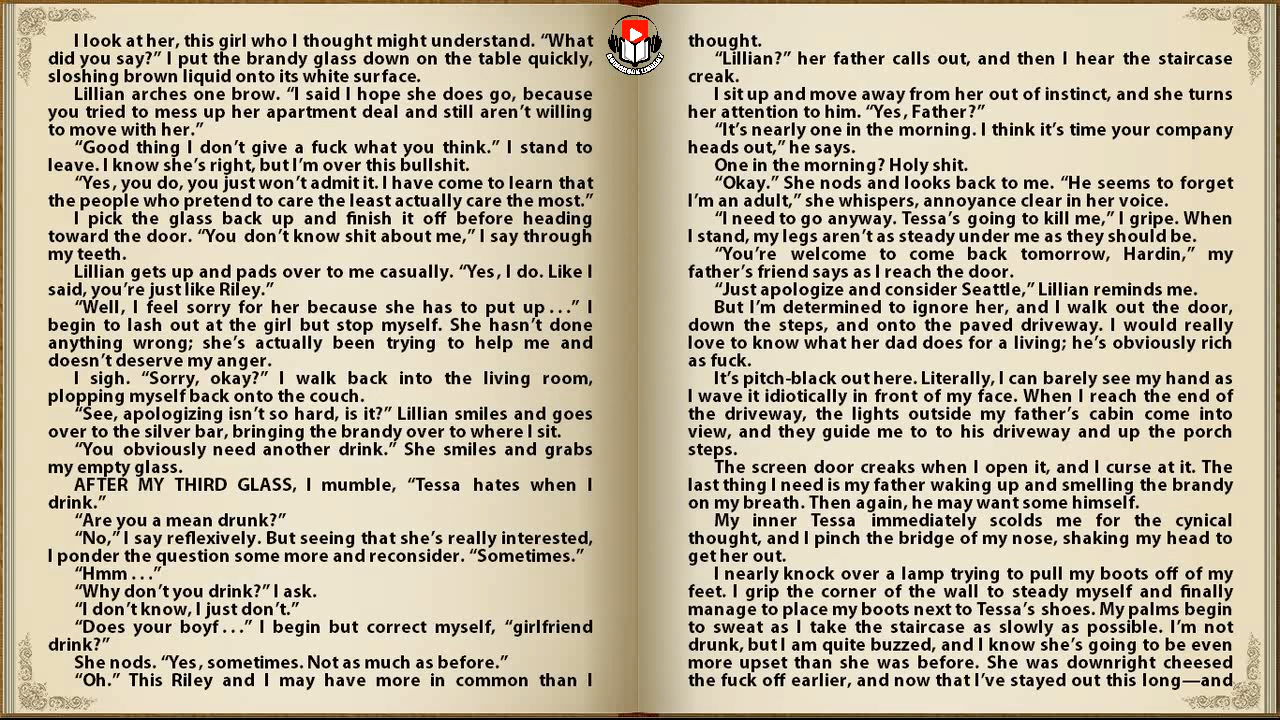 I look at her, this girl who I thought might understand. “What
did you say?” I put the brandy glass down on the table quickly,
sloshing brown liquid onto its white surface.
Lillian arches one brow. “I said I hope she does go, because
you tried to mess up her apartment deal and still aren’t willing
to move with her.”
“Good thing I don’t give a fuck what you think.” I stand to
leave. I know she’s right, but I’m over this bullshit.
“Yes, you do, you just won’t admit it. I have come to learn that
the people who pretend to care the least actually care the most.”
I pick the glass back up and finish it off before heading
toward the door. “You don’t know shit about me,” I say through
my teeth.
Lillian gets up and pads over to me casually. “Yes, I do. Like I
said, you’re just like Riley.”
“Well, I feel sorry for her because she has to put up . . .” I
begin to lash out at the girl but stop myself. She hasn’t done
anything wrong; she’s actually been trying to help me and
doesn’t deserve my anger.
I sigh. “Sorry, okay?” I walk back into the living room,
plopping myself back onto the couch.
“See, apologizing isn’t so hard, is it?” Lillian smiles and goes
over to the silver bar, bringing the brandy over to where I sit.
“You obviously need another drink.” She smiles and grabs
my empty glass.
AFTER MY THIRD GLASS, I mumble, “Tessa hates when I
drink.”
“Are you a mean drunk?”
“No,” I say reflexively. But seeing that she’s really interested,
I ponder the question some more and reconsider. “Sometimes.”
“Hmm . . .”
“Why don’t you drink?” I ask.
“I don’t know, I just don’t.”
“Does your boyf . . .” I begin but correct myself, “girlfriend
drink?”
She nods. “Yes, sometimes. Not as much as before.”
“Oh.” This Riley and I may have more in common than I
thought.
“Lillian?” her father calls out, and then I hear the staircase
creak.
I sit up and move away from her out of instinct, and she turns
her attention to him. “Yes, Father?”
“It’s nearly one in the morning. I think it’s time your company
heads out,” he says.
One in the morning? Holy shit.
“Okay.” She nods and looks back to me. “He seems to forget
I’m an adult,” she whispers, annoyance clear in her voice.
“I need to go anyway. Tessa’s going to kill me,” I gripe. When
I stand, my legs aren’t as steady under me as they should be.
“You’re welcome to come back tomorrow, Hardin,” my
father’s friend says as I reach the door.
“Just apologize and consider Seattle,” Lillian reminds me.
But I’m determined to ignore her, and I walk out the door,
down the steps, and onto the paved driveway. I would really
love to know what her dad does for a living; he’s obviously rich
as fuck.
It’s pitch-black out here. Literally, I can barely see my hand as
I wave it idiotically in front of my face. When I reach the end of
the driveway, the lights outside my father’s cabin come into
view, and they guide me to to his driveway and up the porch
steps.
The screen door creaks when I open it, and I curse at it. The
last thing I need is my father waking up and smelling the brandy
on my breath. Then again, he may want some himself.
My inner Tessa immediately scolds me for the cynical
thought, and I pinch the bridge of my nose, shaking my head to
get her out.
I nearly knock over a lamp trying to pull my boots off of my
feet. I grip the corner of the wall to steady myself and finally
manage to place my boots next to Tessa’s shoes. My palms begin
to sweat as I take the staircase as slowly as possible. I’m not
drunk, but I am quite buzzed, and I know she’s going to be even
more upset than she was before. She was downright cheesed
the fuck off earlier, and now that I’ve stayed out this long—and